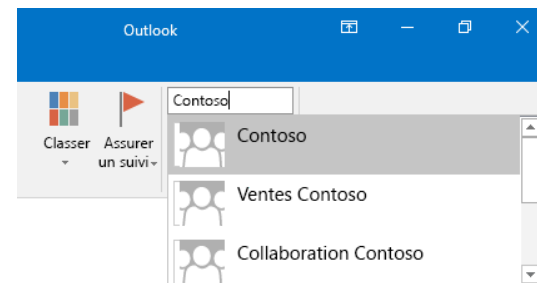 Outlook
Contoso
Classer
Assurer
un suivi
Contoso
Ventes Contoso
Collaboration Contoso